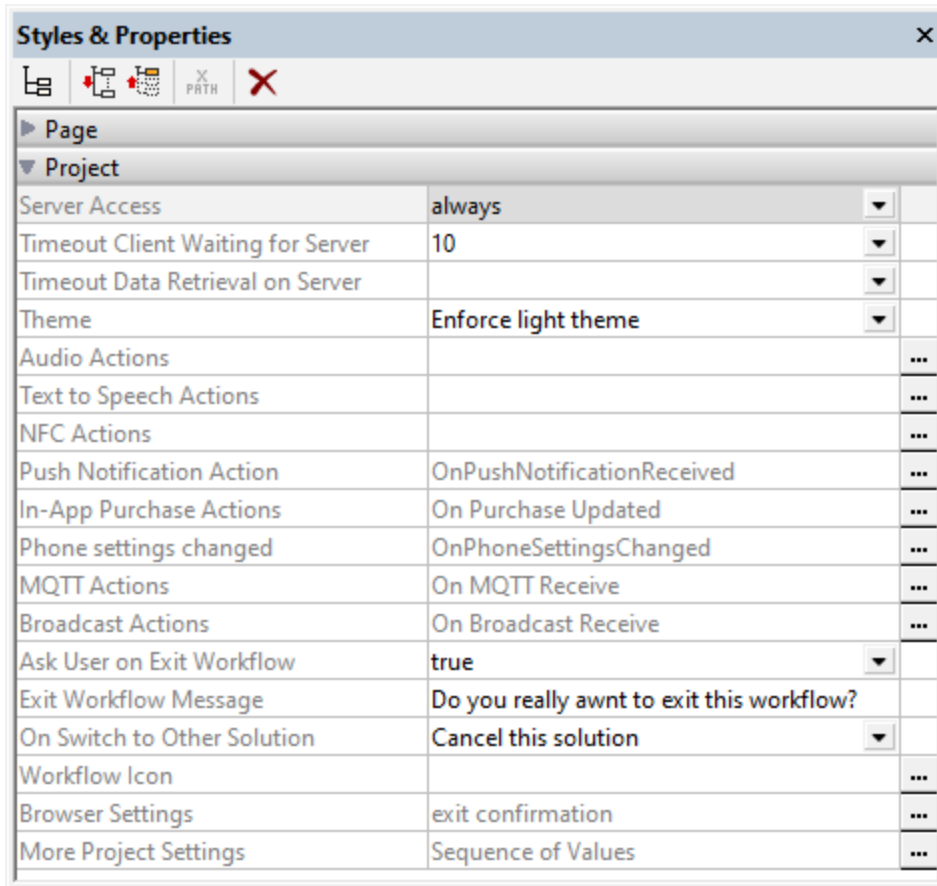 Styles & Properties
X PATH
Page
Project
Server Access always
Timeout Client Waiting for Server 10
Timeout Data Retrieval on Server
Theme Enforce light theme
Audio Actions ...
Text to Speech Actions ...
NFC Actions ...
Push Notification Action OnPushNotificationReceived ...
In-App Purchase Actions On Purchase Updated ...
Phone settings changed OnPhoneSettingsChanged ...
MQTT Actions On MQTT Receive ...
Broadcast Actions On Broadcast Receive ...
Ask User on Exit Workflow true
Exit Workflow Message Do you really awnt to exit this workflow?
On Switch to Other Solution Cancel this solution
Workflow Icon ...
Browser Settings exit confirmation ...
More Project Settings Sequence of Values ...